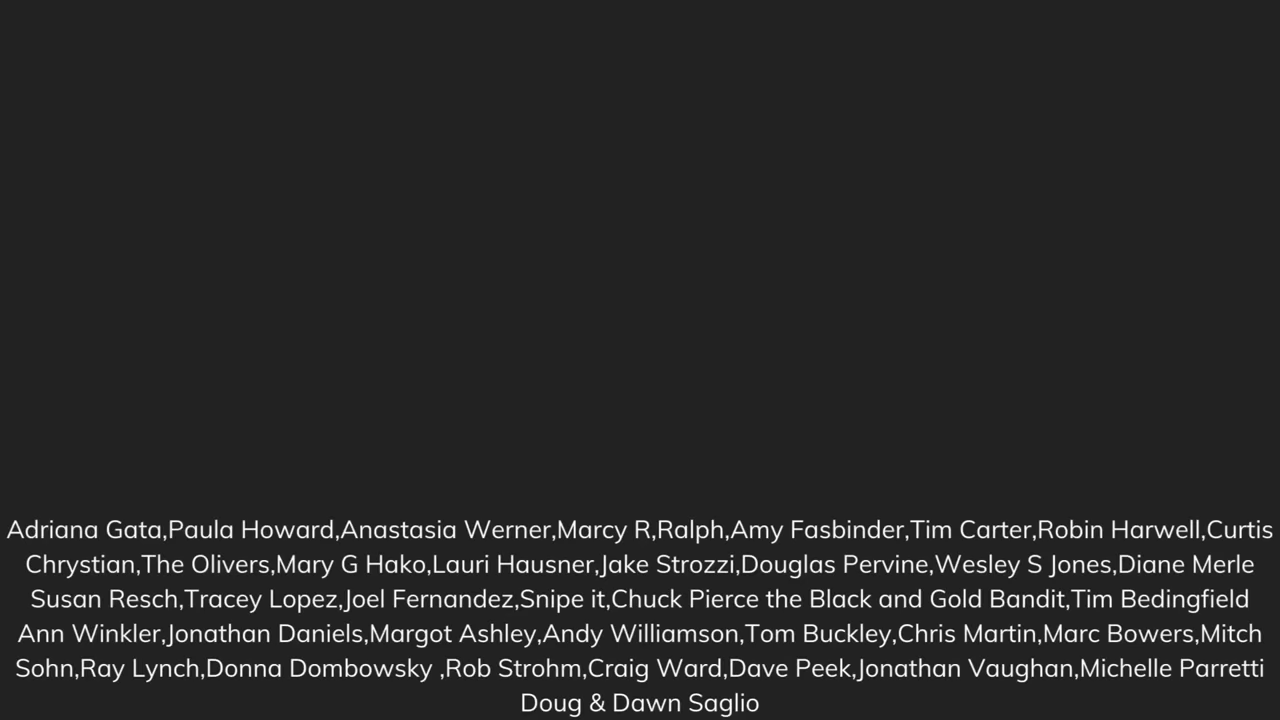 Adriana Gata,Paula Howard,Anastasia Werner,Marcy R,Ralph,Amy Fasbinder,Tim Carter,Robin Harwell,Curtis
Chrystian,The Olivers,Mary G Hako,Lauri Hausner,Jake Strozzi,Douglas Pervine,Wesley S Jones,Diane Merle
Susan Resch,Tracey Lopez,Joel Fernandez,Snipe it,Chuck Pierce the Black and Gold Bandit,Tim Bedingfield
Ann Winkler,Jonathan Daniels,Margot Ashley,Andy Williamson,Tom Buckley,Chris Martin,Marc Bowers,Mitch
Sohn,Ray Lynch,Donna Dombowsky ,Rob Strohm,Craig Ward,Dave Peek,Jonathan Vaughan,Michelle Parretti
Doug & Dawn Saglio